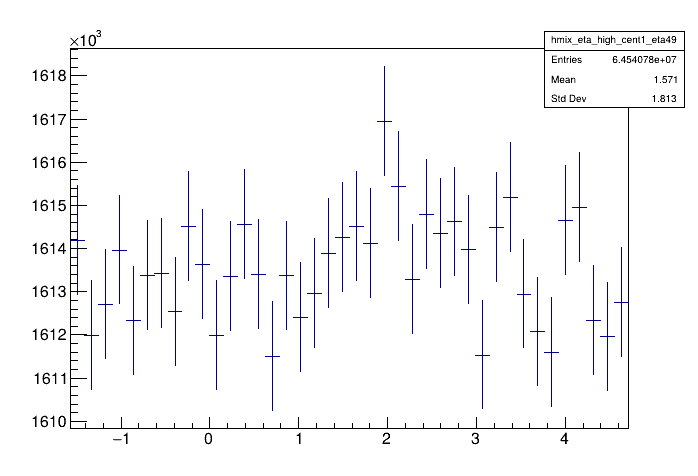 ×10³
hmix_eta_high_cent1_eta49
Entries 6.454078e+07
Mean 1.571
Std Dev 1.813
1618
1617
1616
1615
1614
1613
1612
1611
1610
−1 0 1 2 3 4